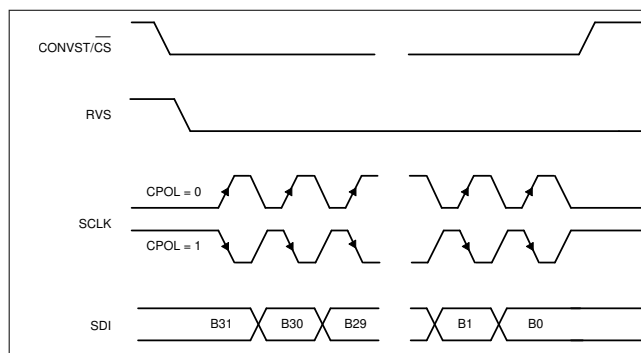 CONVST/CS
RVS
CPOL = 0
SCLK
CPOL = 1
SDI
B31 B30 B29 B1 B0